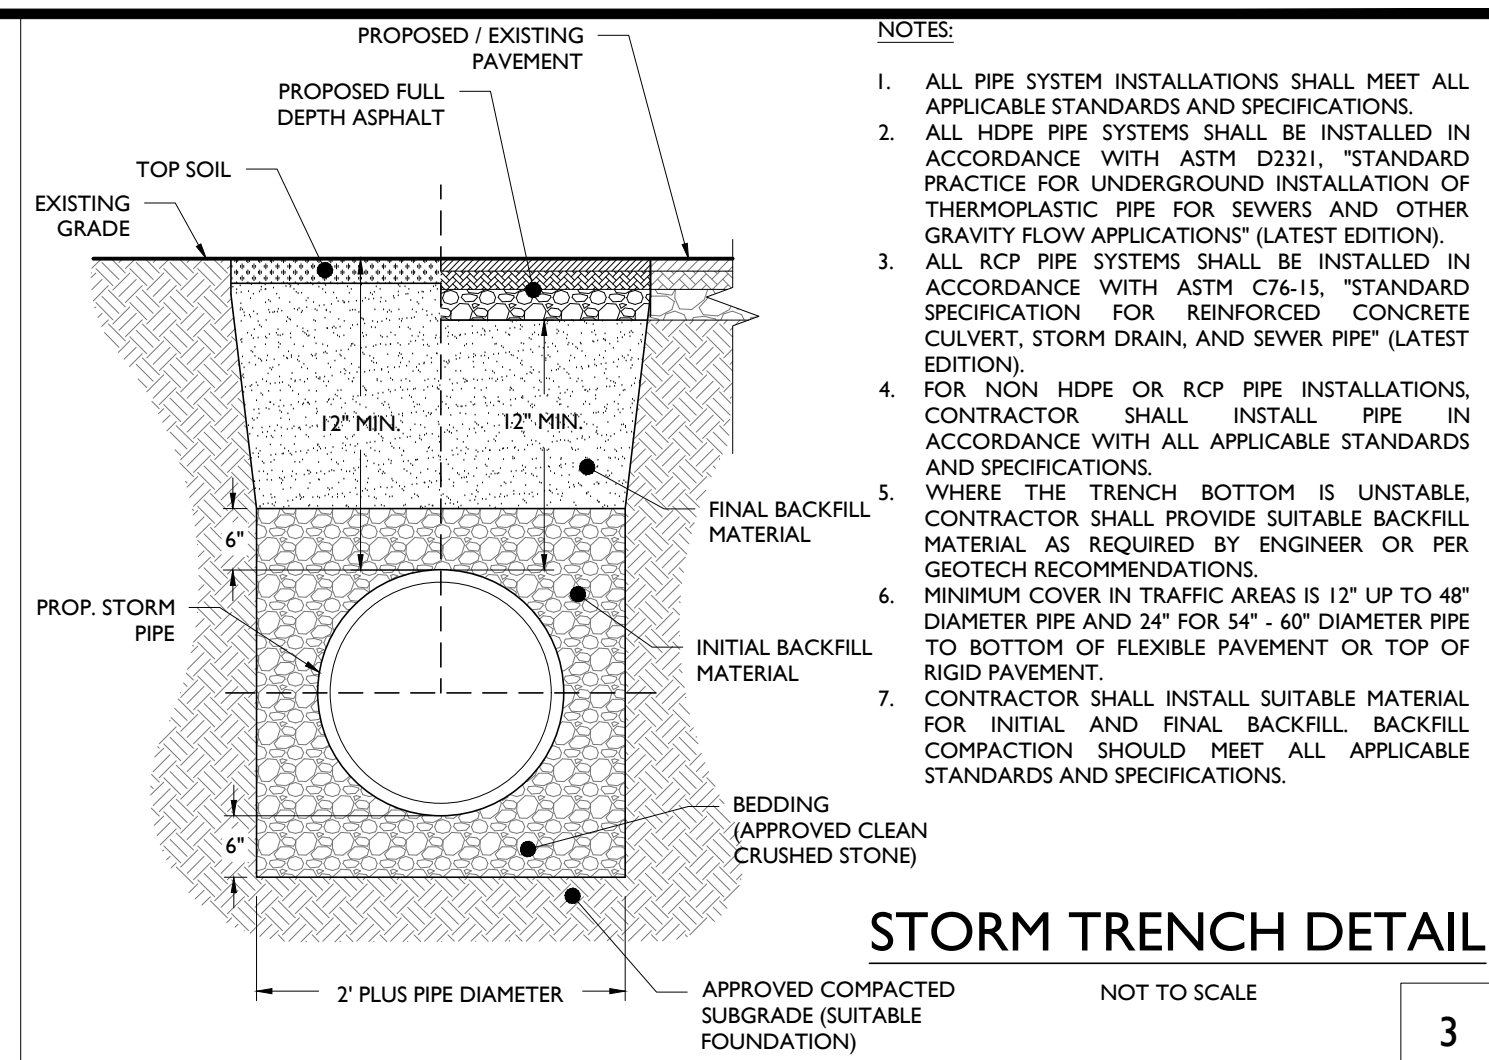 PROPOSED / EXISTING
PAVEMENT
PROPOSED FULL
DEPTH ASPHALT
TOP SOIL
EXISTING
GRADE
12" MIN.
12" MIN.
FINAL BACKFILL
MATERIAL
6"
PROP. STORM
PIPE
INITIAL BACKFILL
MATERIAL
BEDDING
(APPROVED CLEAN
CRUSHED STONE)
6"
2' PLUS PIPE DIAMETER
APPROVED COMPACTED
SUBGRADE (SUITABLE
FOUNDATION)
NOTES:
1. ALL PIPE SYSTEM INSTALLATIONS SHALL MEET ALL
APPLICABLE STANDARDS AND SPECIFICATIONS.
2. ALL HDPE PIPE SYSTEMS SHALL BE INSTALLED IN
ACCORDANCE WITH ASTM D2321, "STANDARD
PRACTICE FOR UNDERGROUND INSTALLATION OF
THERMOPLASTIC PIPE FOR SEWERS AND OTHER
GRAVITY FLOW APPLICATIONS" (LATEST EDITION).
3. ALL RCP PIPE SYSTEMS SHALL BE INSTALLED IN
ACCORDANCE WITH ASTM C76-15, "STANDARD
SPECIFICATION FOR REINFORCED CONCRETE
CULVERT, STORM DRAIN, AND SEWER PIPE" (LATEST
EDITION).
4. FOR NON HDPE OR RCP PIPE INSTALLATIONS,
CONTRACTOR SHALL INSTALL PIPE IN
ACCORDANCE WITH ALL APPLICABLE STANDARDS
AND SPECIFICATIONS.
5. WHERE THE TRENCH BOTTOM IS UNSTABLE,
CONTRACTOR SHALL PROVIDE SUITABLE BACKFILL
MATERIAL AS REQUIRED BY ENGINEER OR PER
GEOTECH RECOMMENDATIONS.
6. MINIMUM COVER IN TRAFFIC AREAS IS 12" UP TO 48"
DIAMETER PIPE AND 24" FOR 54" - 60" DIAMETER PIPE
TO BOTTOM OF FLEXIBLE PAVEMENT OR TOP OF
RIGID PAVEMENT.
7. CONTRACTOR SHALL INSTALL SUITABLE MATERIAL
FOR INITIAL AND FINAL BACKFILL. BACKFILL
COMPACTION SHOULD MEET ALL APPLICABLE
STANDARDS AND SPECIFICATIONS.
STORM TRENCH DETAIL
NOT TO SCALE
3